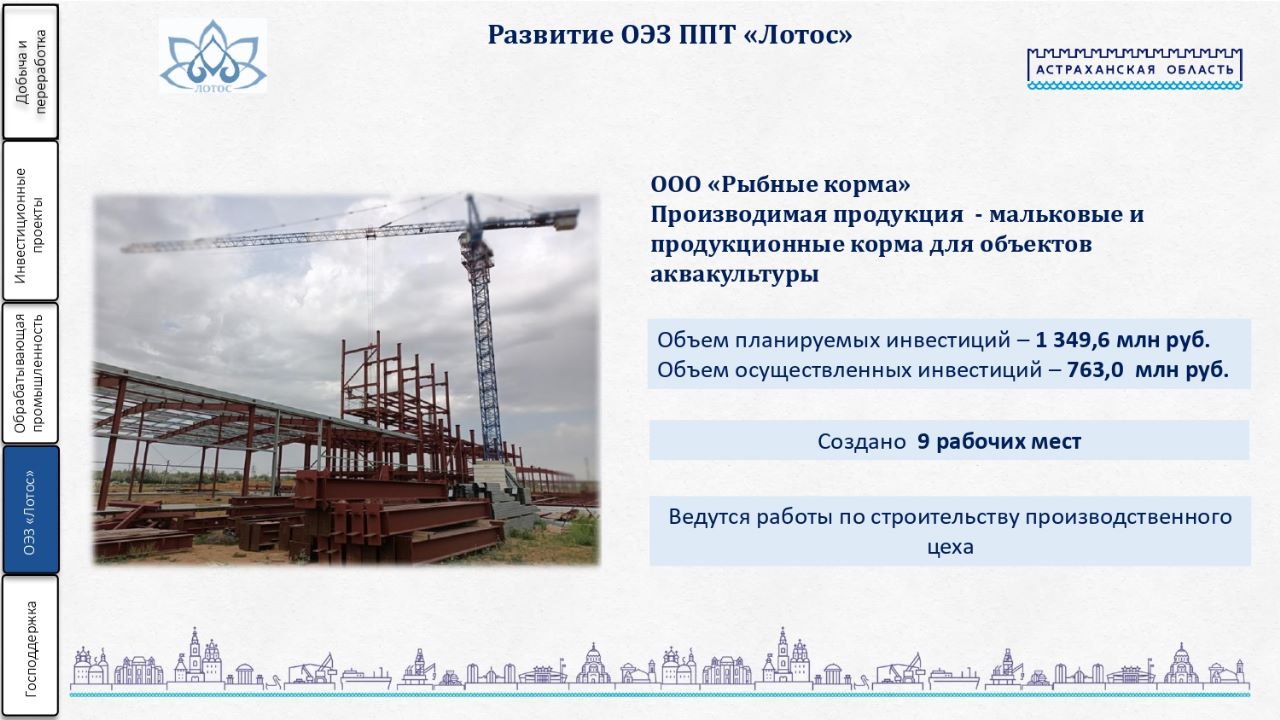 Добыча и
переработка
Инвестиционные
проекты
Обрабатывающая
промышленность
ОЭЗ «Лотос»
Господдержка
ЛОТОС
Развитие ОЭЗ ППТ «Лотос»
АСТРАХАНСКАЯ ОБЛАСТЬ
ООО «Рыбные корма»
Производимая продукция - мальковые и
продукционные корма для объектов
аквакультуры
Объем планируемых инвестиций – 1 349,6 млн руб.
Объем осуществленных инвестиций – 763,0 млн руб.
Создано 9 рабочих мест
Ведутся работы по строительству производственного
цеха